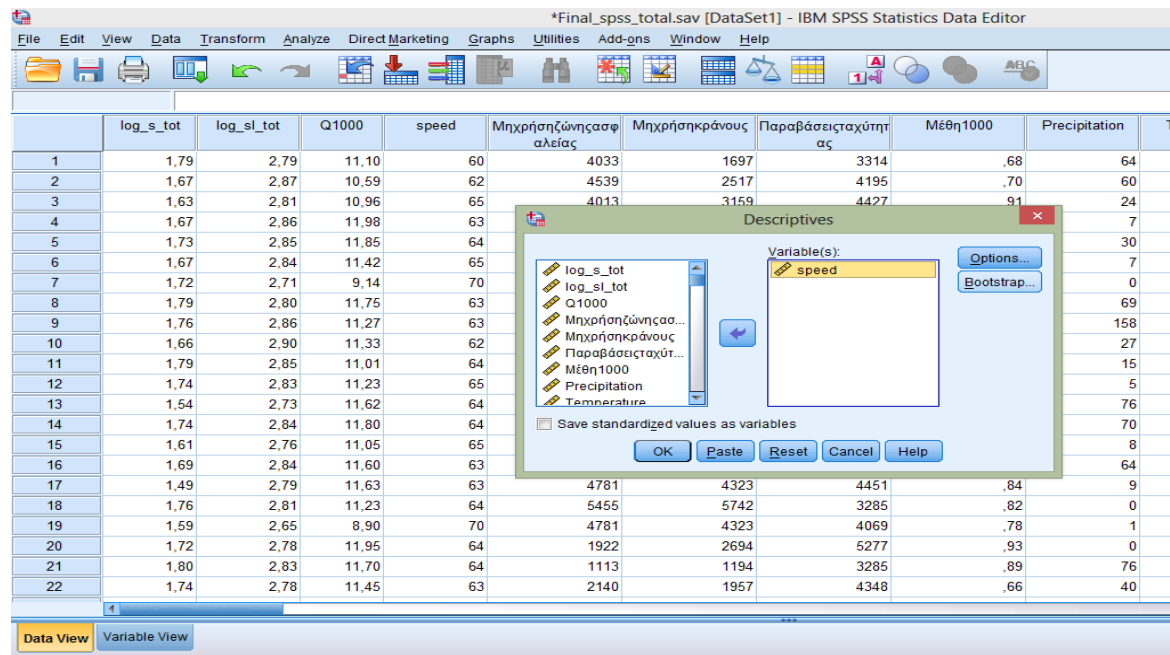 *Final_spss_total.sav [DataSet1] - IBM SPSS Statistics Data Editor
File Edit View Data Transform Analyze Direct Marketing Graphs Utilities Add-ons Window Help
log_s_tot log_sl_tot Q1000 speed Μηχρήσηζώνηςασφαλείας Μηχρήσηκράνους Παραβάσειςταχύτητας Μέθη1000 Precipitation T
1 1,79 2,79 11,10 60 4033 1697 3314 ,68 64
2 1,67 2,87 10,59 62 4539 2517 4195 ,70 60
3 1,63 2,81 10,96 65 4013 3159 4427 ,91 24
4 1,67 2,86 11,98 63 7
5 1,73 2,85 11,85 64 30
6 1,67 2,84 11,42 65 7
7 1,72 2,71 9,14 70 0
8 1,79 2,80 11,75 63 69
9 1,76 2,86 11,27 63 158
10 1,66 2,90 11,33 62 27
11 1,79 2,85 11,01 64 15
12 1,74 2,83 11,23 65 5
13 1,54 2,73 11,62 64 76
14 1,74 2,84 11,80 64 70
15 1,61 2,76 11,05 65 8
16 1,69 2,84 11,60 63 64
17 1,49 2,79 11,63 63 4781 4323 4451 ,84 9
18 1,76 2,81 11,23 64 5455 5742 3285 ,82 0
19 1,59 2,65 8,90 70 4781 4323 4069 ,78 1
20 1,72 2,78 11,95 64 1922 2694 5277 ,93 0
21 1,80 2,83 11,70 64 1113 1194 3285 ,89 76
22 1,74 2,78 11,45 63 2140 1957 4348 ,66 40
Descriptives
Variable(s):
log_s_tot
log_sl_tot
Q1000
Μηχρήσηζώνηςασ...
Μηχρήσηκράνους
Παραβάσειςταχύτ...
Μέθη1000
Precipitation
Temperature
speed
Options...
Bootstrap...
Save standardized values as variables
OK Paste Reset Cancel Help
Data View Variable View